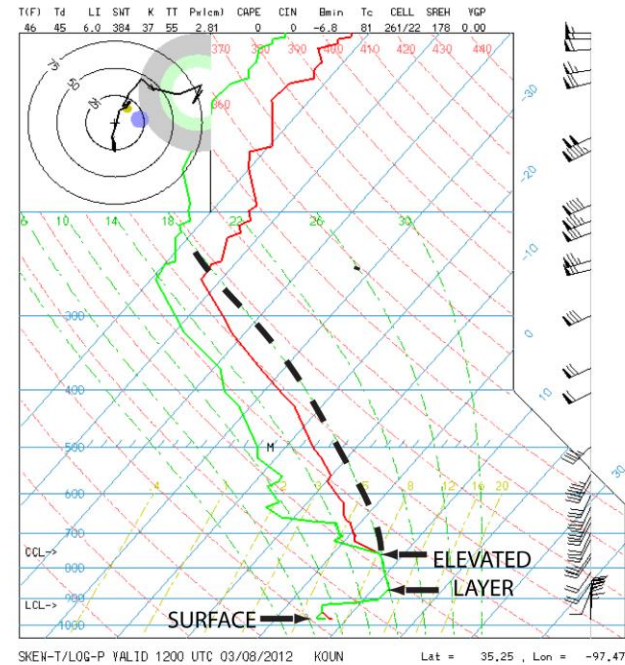 T(F) Td LI SWT K TT Pw(cm) CAPE CIN Bmin Tc CELL SREH VGP
46 45 6.0 384 37 55 2.81 0 0 -6.8 81 261/22 178 0.00
370 380 390 400 410 420 430 440
360
-30
-20
6 10 14 18 22 26 32
-10
300
0
400
10
500 M
30
600 4 1 2 3 5 8 12 16 20
700
CCL->
ELEVATED
800
LAYER
900
LCL->
SURFACE
1000
SKEW-T/LOG-P VALID 1200 UTC 03/08/2012 KOUN Lat = 35.25, Lon = -97.47